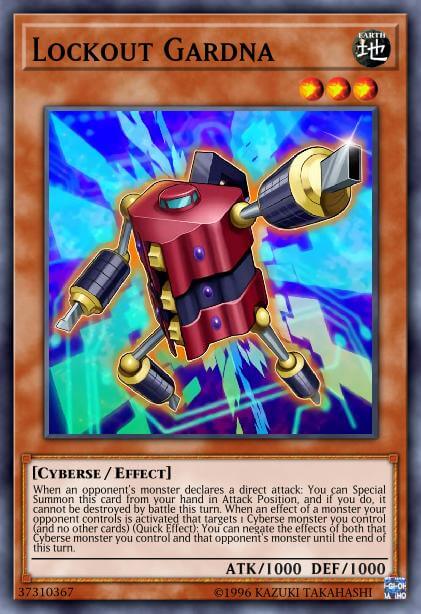 LOCKOUT GARDNA
EARTH
地
[CYBERSE / EFFECT]
When an opponent's monster declares a direct attack: You can Special
Summon this card from your hand in Attack Position, and if you do, it
cannot be destroyed by battle this turn. When an effect of a monster your
opponent controls is activated that targets 1 Cyberse monster you control
(and no other cards) (Quick Effect): You can negate the effects of both that
Cyberse monster you control and that opponent's monster until the end of
this turn.
ATK/1000 DEF/1000
37310367
©1996 KAZUKI TAKAHASHI